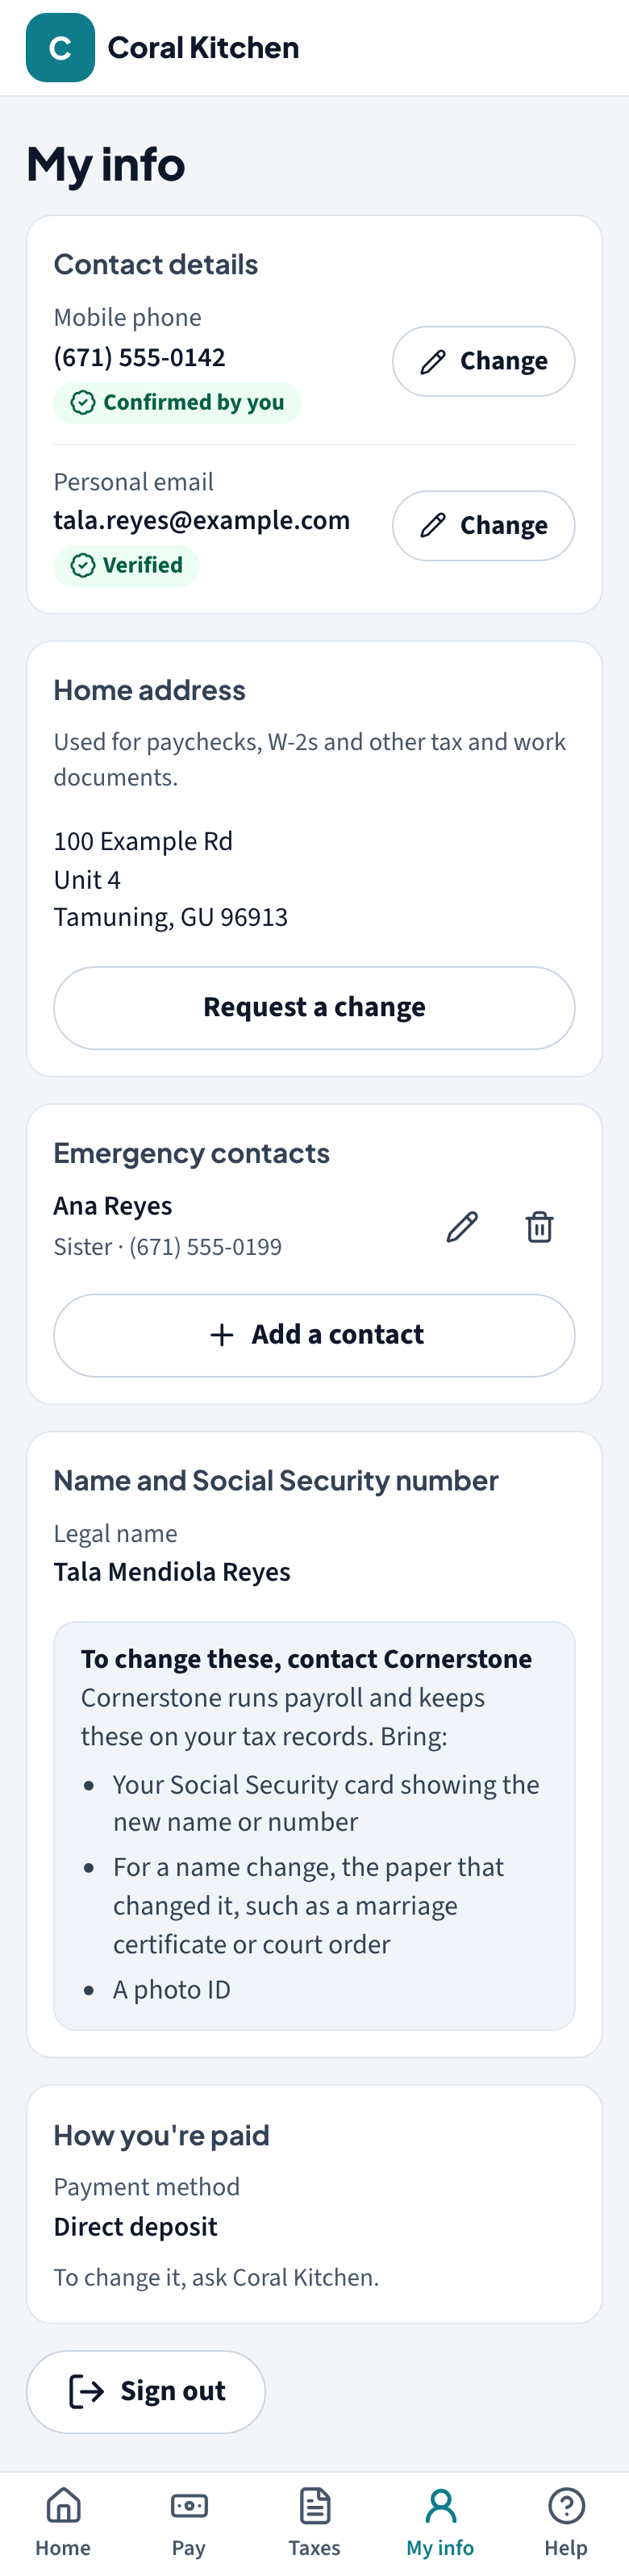 C
Coral Kitchen
My info
Contact details
Mobile phone
(671) 555-0142
Confirmed by you
Change
Personal email
tala.reyes@example.com
Verified
Change
Home address
Used for paychecks, W-2s and other tax and work
documents.
100 Example Rd
Unit 4
Tamuning, GU 96913
Request a change
Emergency contacts
Ana Reyes
Sister · (671) 555-0199
Add a contact
Name and Social Security number
Legal name
Tala Mendiola Reyes
To change these, contact Cornerstone
Cornerstone runs payroll and keeps
these on your tax records. Bring:
• Your Social Security card showing the
new name or number
• For a name change, the paper that
changed it, such as a marriage
certificate or court order
• A photo ID
How you're paid
Payment method
Direct deposit
To change it, ask Coral Kitchen.
Sign out
Home
Pay
Taxes
My info
Help